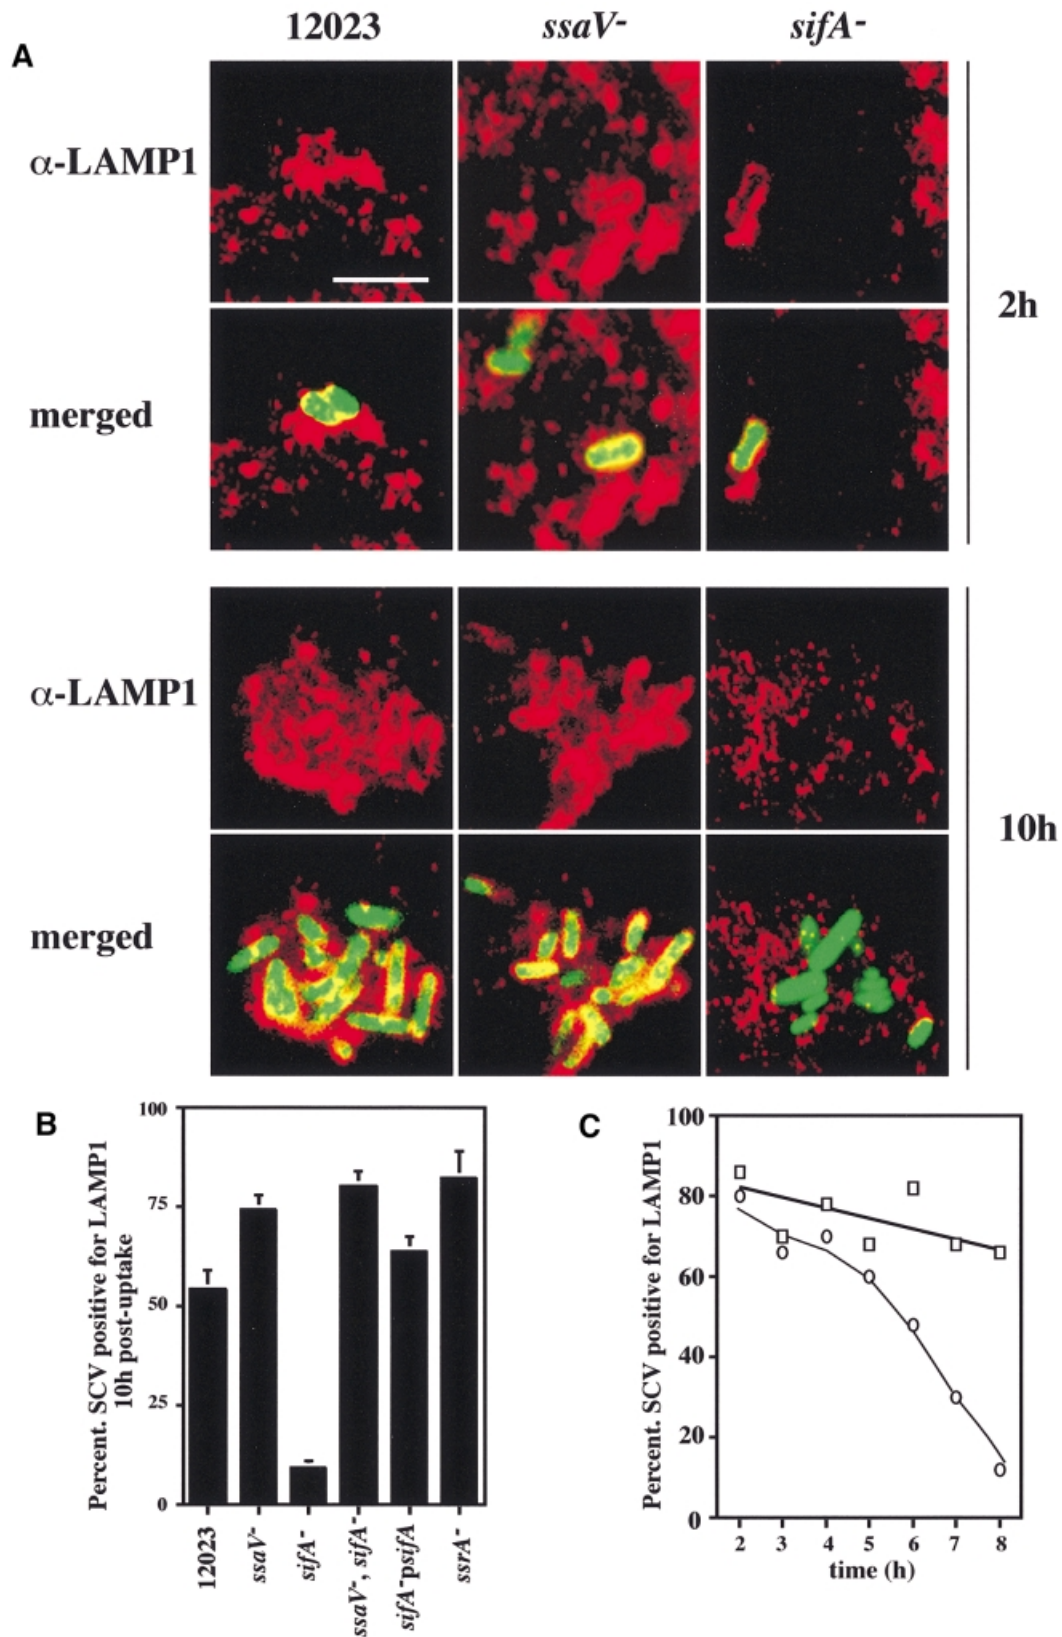 12023 ssaV- sifA-
A
α-LAMP1
2h
merged
α-LAMP1
10h
merged
B
Percent. SCV positive for LAMP1
10h post-uptake
100
75
50
25
0
12023
ssaV-
sifA-
ssaV-, sifA-
sifA-psifA
ssrA-
C
Percent. SCV positive for LAMP1
100
80
60
40
20
0
2 3 4 5 6 7 8
time (h)